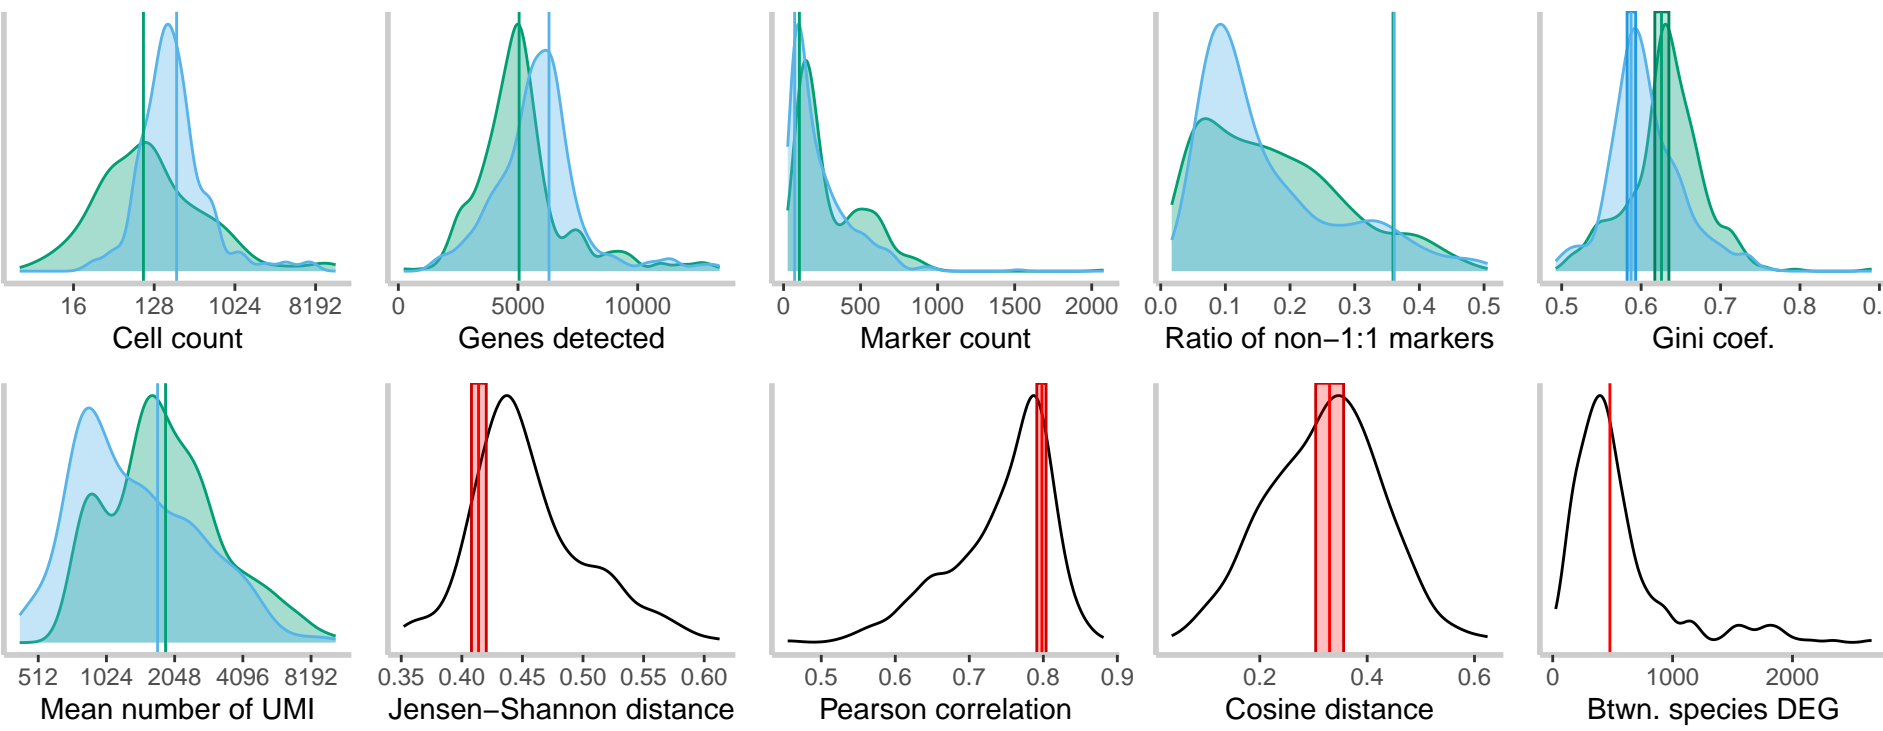 16 128 1024 8192
Cell count
0 5000 10000
Genes detected
0 500 1000 1500 2000
Marker count
0.0 0.1 0.2 0.3 0.4 0.5
Ratio of non−1:1 markers
0.5 0.6 0.7 0.8 0.
Gini coef.
512 1024 2048 4096 8192
Mean number of UMI
0.35 0.40 0.45 0.50 0.55 0.60
Jensen−Shannon distance
0.5 0.6 0.7 0.8 0.9
Pearson correlation
0.2 0.4 0.6
Cosine distance
0 1000 2000
Btwn. species DEG